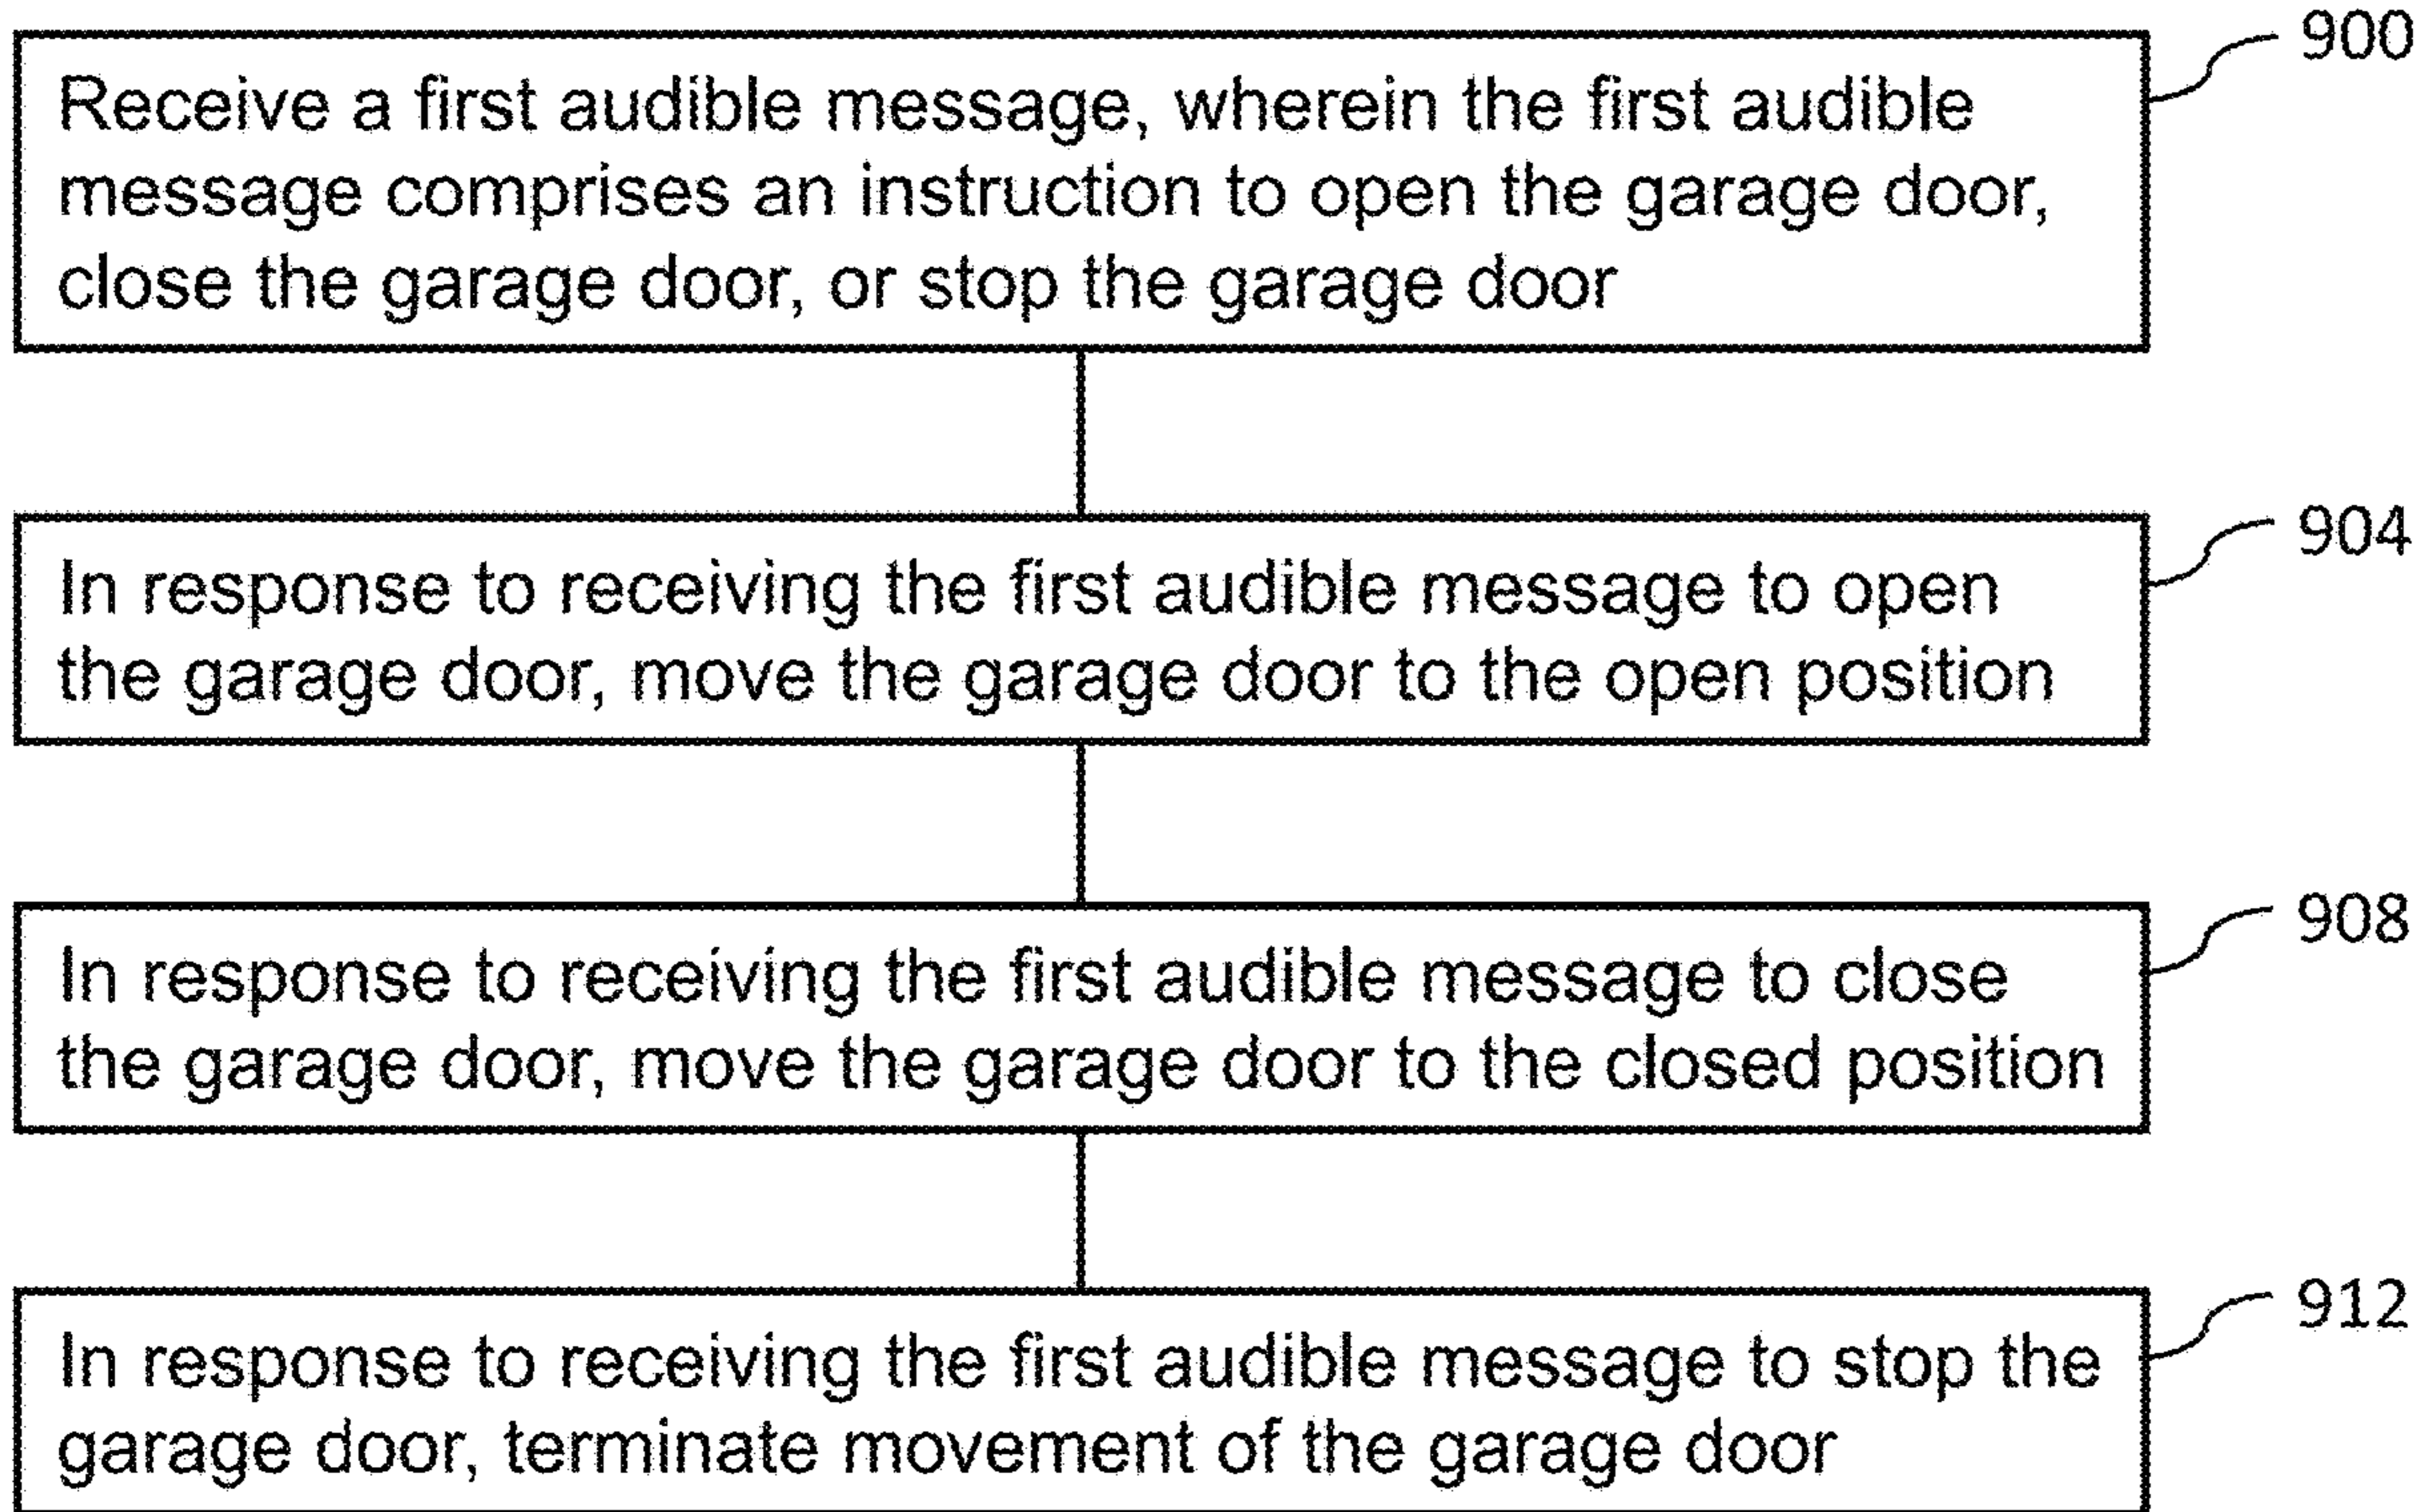 900
Receive a first audible message, wherein the first audible
message comprises an instruction to open the garage door,
close the garage door, or stop the garage door
904
In response to receiving the first audible message to open
the garage door, move the garage door to the open position
908
In response to receiving the first audible message to close
the garage door, move the garage door to the closed position
912
In response to receiving the first audible message to stop the
garage door, terminate movement of the garage door